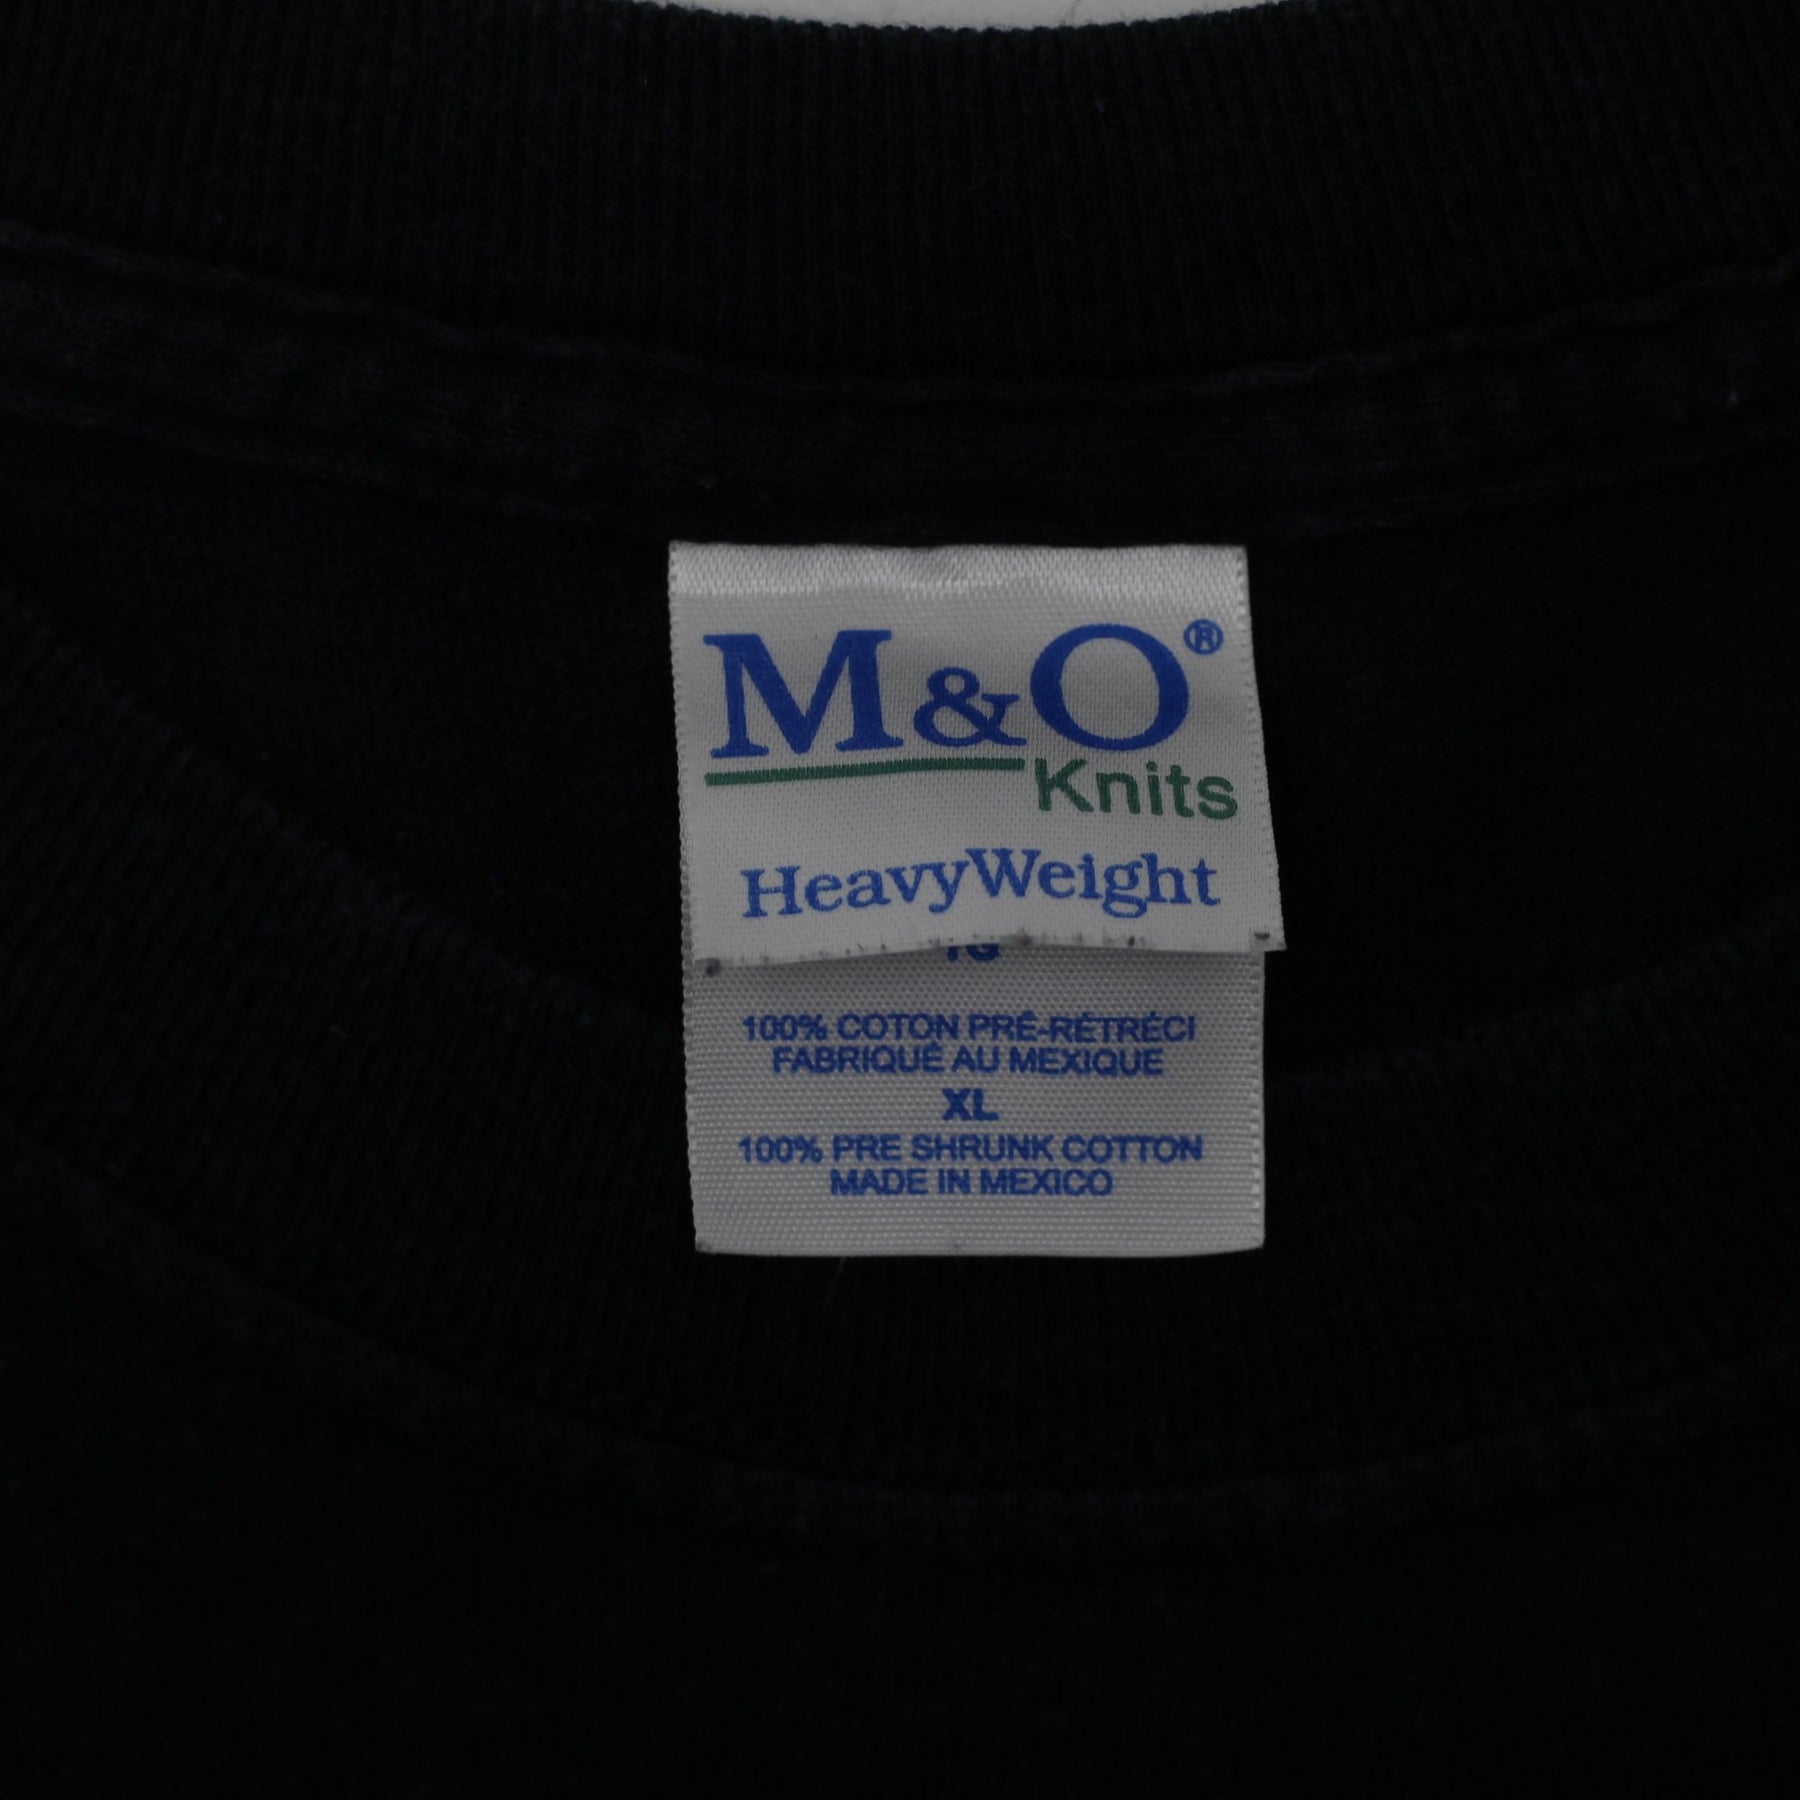 M&O®
Knits
HeavyWeight
100% COTON PRÉ-RÉTRÉCI
FABRIQUÉ AU MEXIQUE
XL
100% PRE SHRUNK COTTON
MADE IN MEXICO